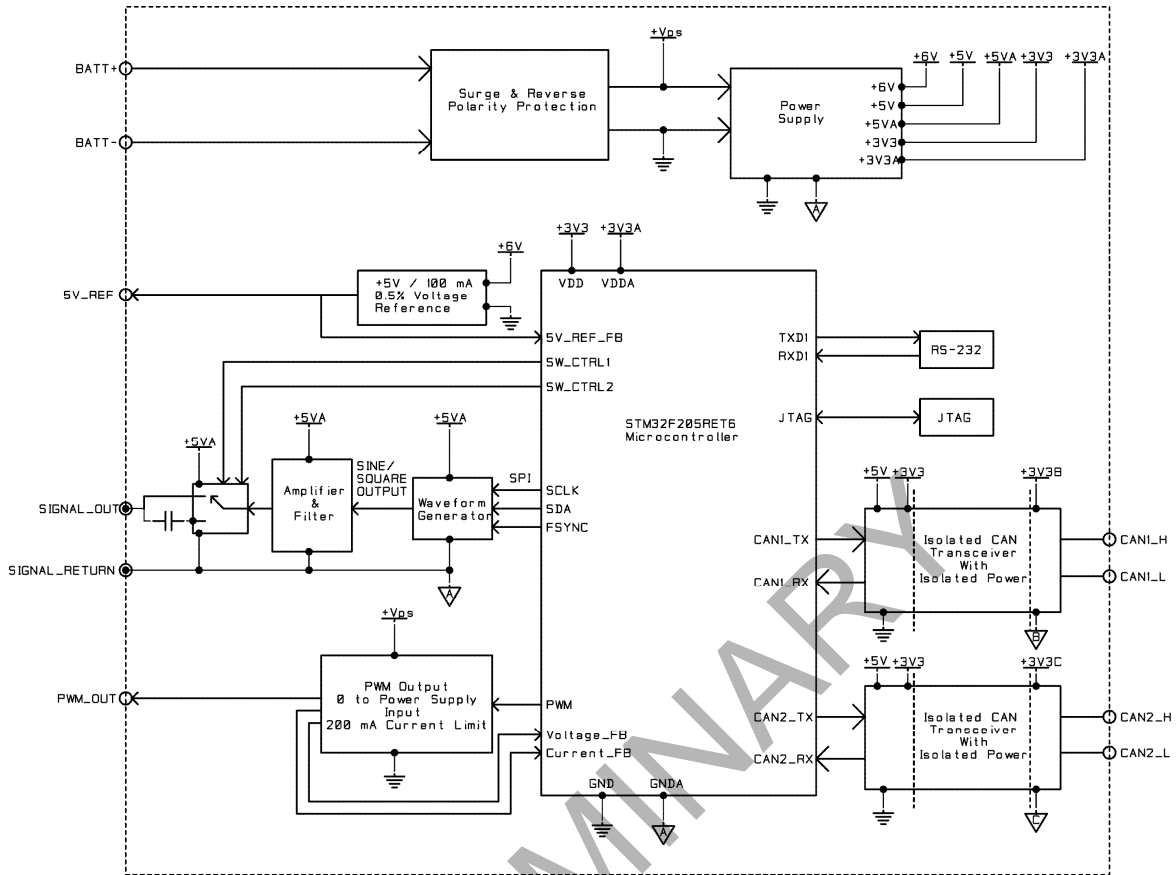 +Vps
+6V +5V +5VA +3V3 +3V3A
BATT+
Surge & Reverse
Polarity Protection
Power
Supply
+6V
+5V
+5VA
+3V3
+3V3A
BATT-
A
+3V3 +3V3A
+6V
VDD VDDA
5V_REF
+5V / 100 mA
0.5% Voltage
Reference
5V_REF_FB
SW_CTRL1
SW_CTRL2
TXD1
RXD1
RS-232
JTAG
JTAG
STM32F205RET6
Microcontroller
+5VA
+5VA
+5VA
SINE/
SQUARE
OUTPUT
SPI
Amplifier
&
Filter
Waveform
Generator
SCLK
SDA
FSYNC
SIGNAL_OUT
SIGNAL_RETURN
A
+5V +3V3 +3V3B
CAN1_TX
CAN1_RX
Isolated CAN
Transceiver
With
Isolated Power
CAN1_H
CAN1_L
B
+Vps
PWM_OUT
PWM Output
0 to Power Supply
Input
200 mA Current Limit
PWM
Voltage_FB
Current_FB
+5V +3V3 +3V3C
CAN2_TX
CAN2_RX
Isolated CAN
Transceiver
With
Isolated Power
CAN2_H
CAN2_L
C
GND GNDA
A
MINARY